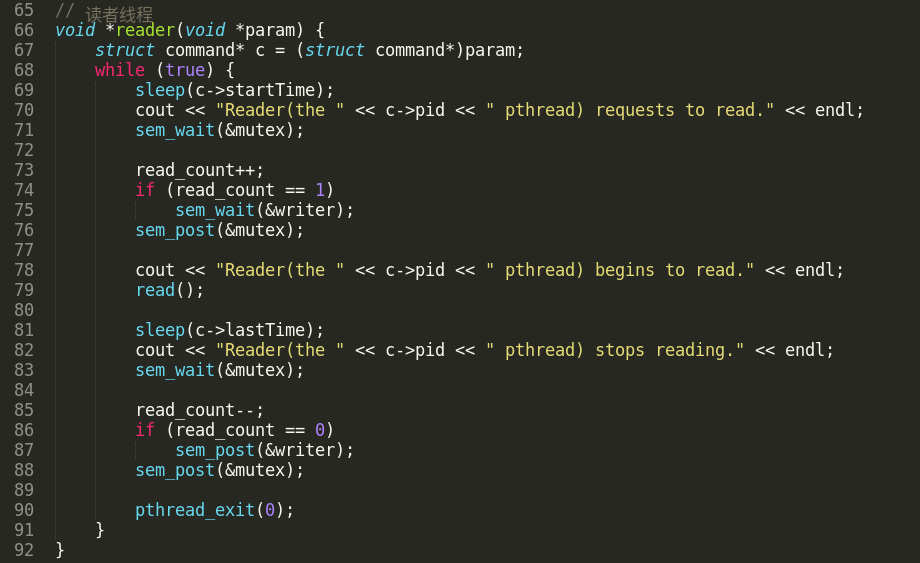 65 // 读者线程
66 void *reader(void *param) {
67     struct command* c = (struct command*)param;
68     while (true) {
69         sleep(c->startTime);
70         cout << "Reader(the " << c->pid << " pthread) requests to read." << endl;
71         sem_wait(&mutex);
72
73         read_count++;
74         if (read_count == 1)
75             sem_wait(&writer);
76         sem_post(&mutex);
77
78         cout << "Reader(the " << c->pid << " pthread) begins to read." << endl;
79         read();
80
81         sleep(c->lastTime);
82         cout << "Reader(the " << c->pid << " pthread) stops reading." << endl;
83         sem_wait(&mutex);
84
85         read_count--;
86         if (read_count == 0)
87             sem_post(&writer);
88         sem_post(&mutex);
89
90         pthread_exit(0);
91     }
92 }